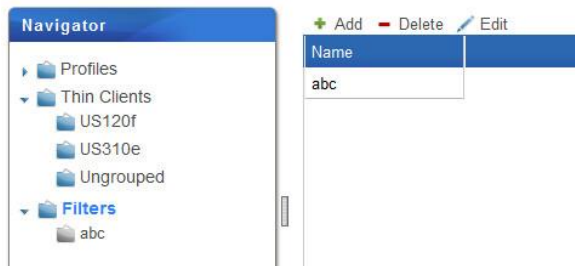 Navigator
Profiles
Thin Clients
US120f
US310e
Ungrouped
Filters
abc
Add Delete Edit
Name
abc